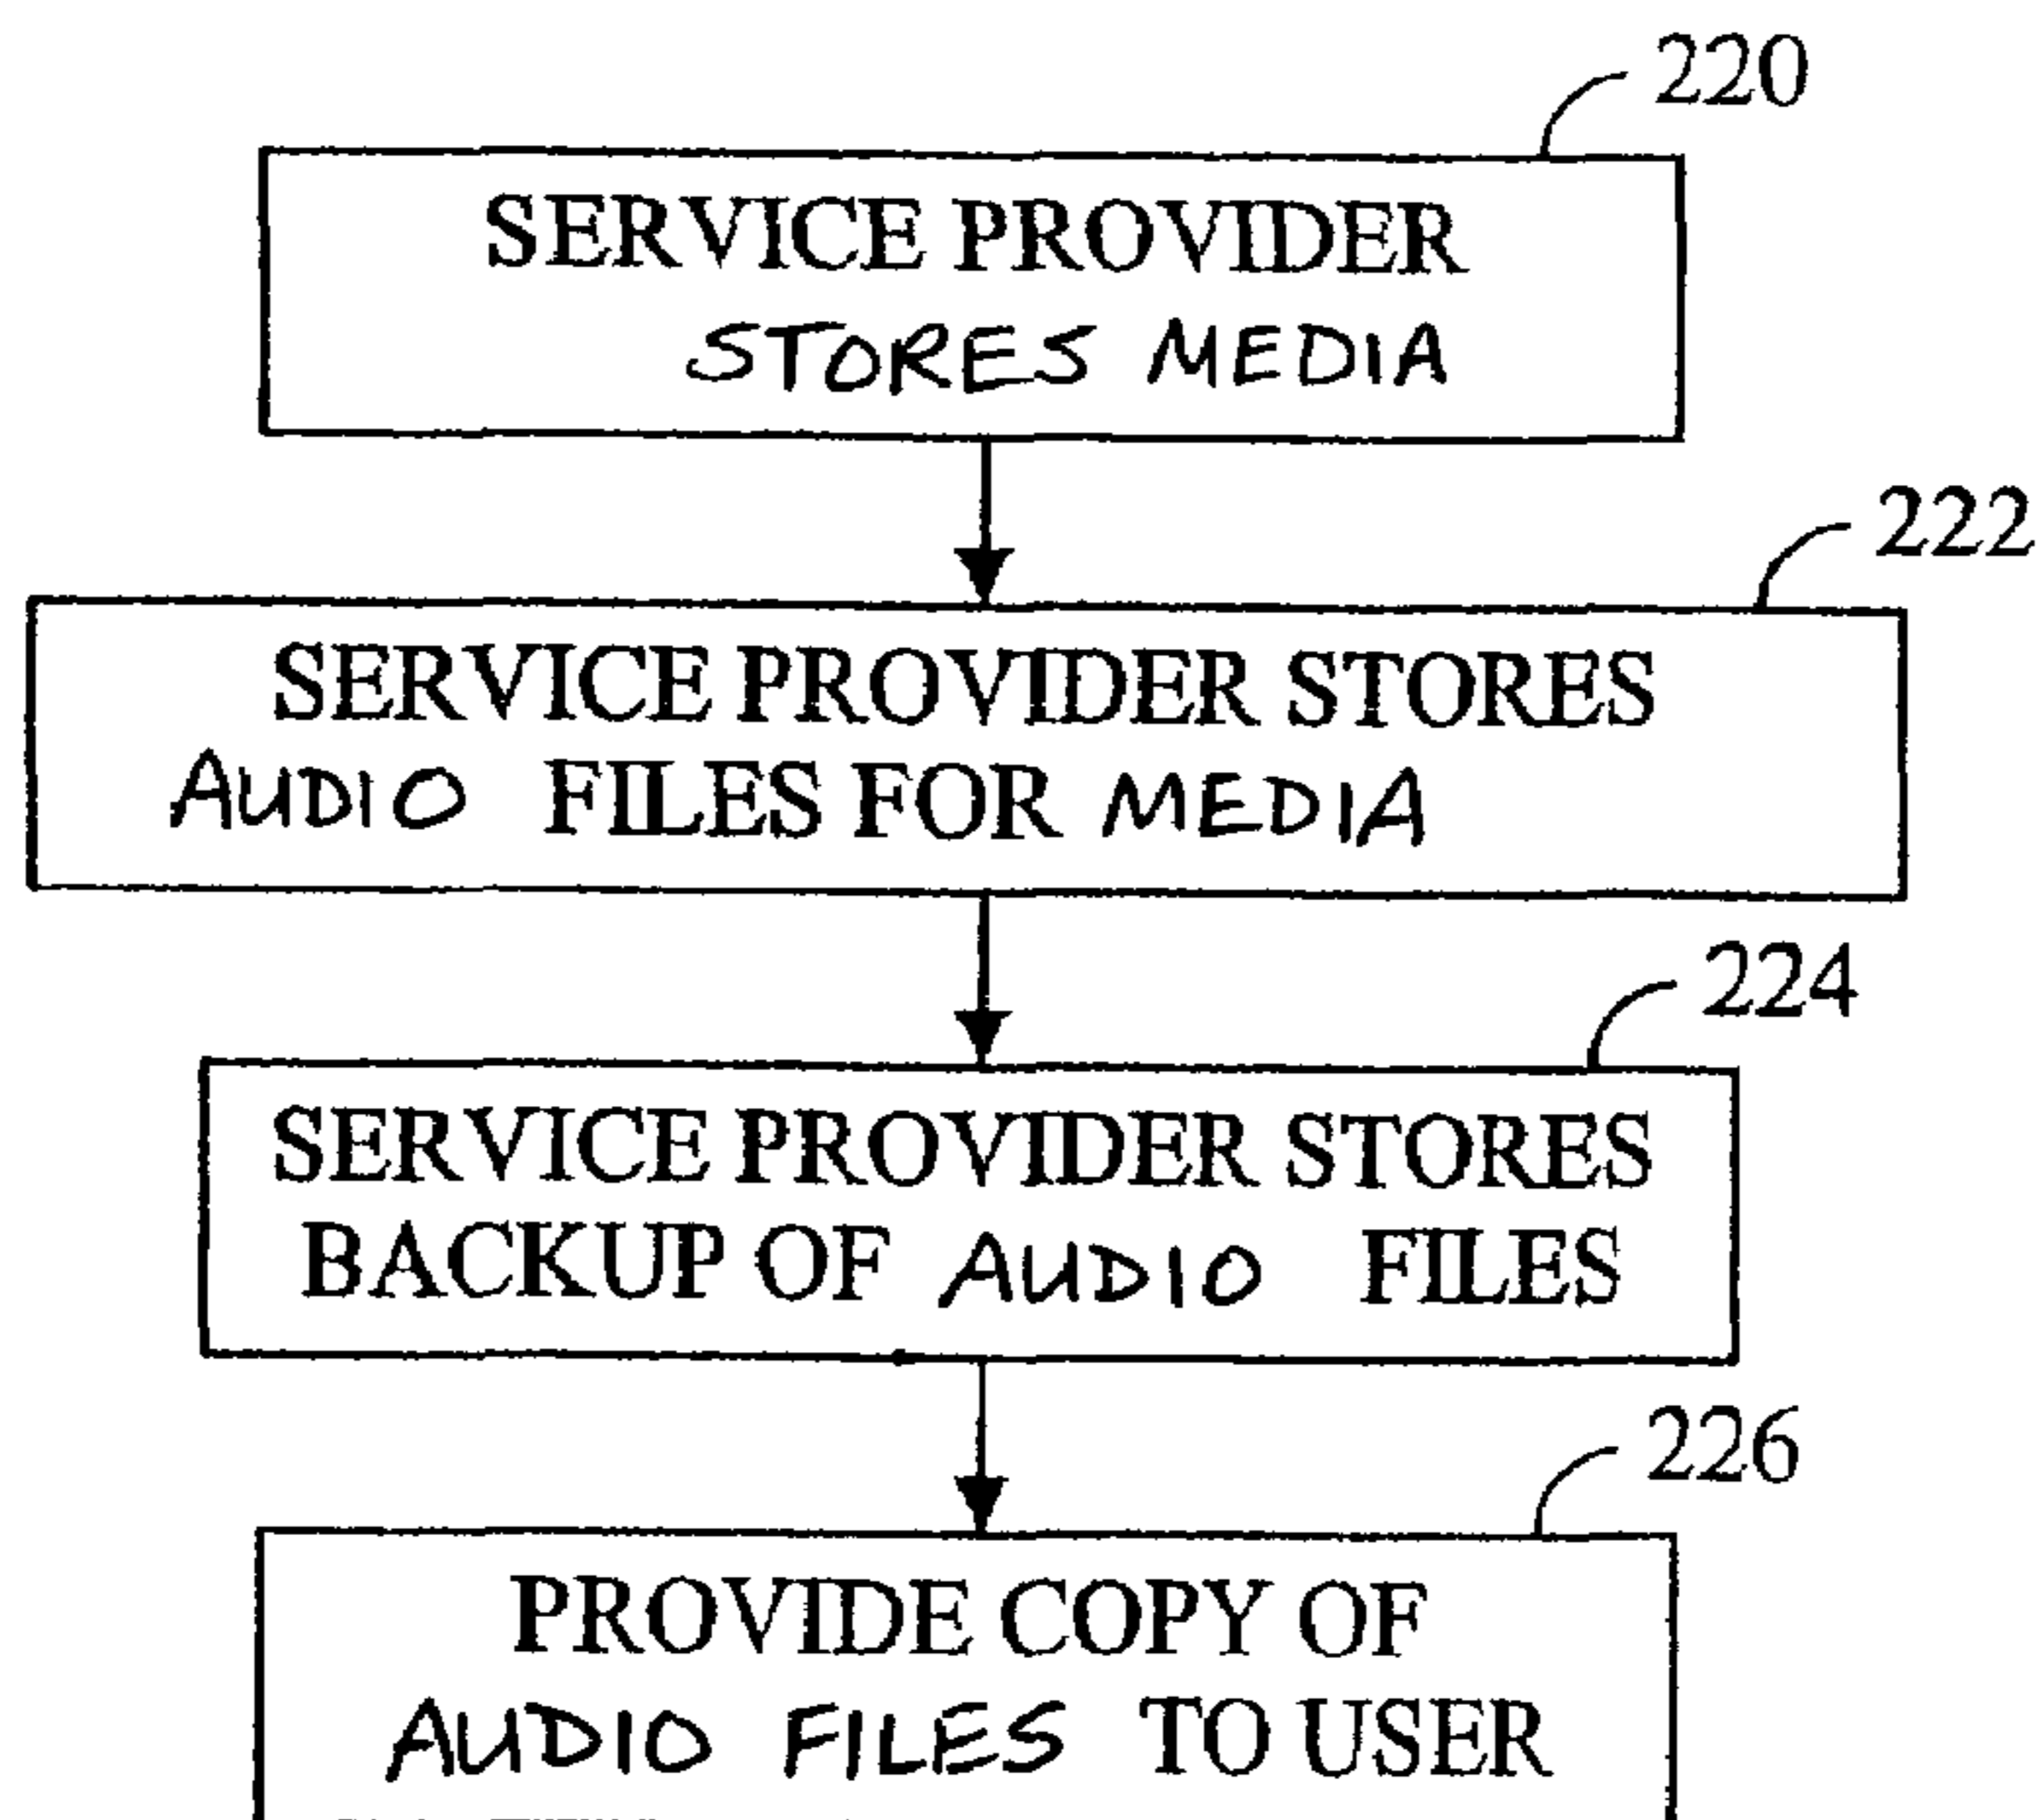 220
SERVICE PROVIDER
STORES MEDIA
222
SERVICE PROVIDER STORES
AUDIO FILES FOR MEDIA
224
SERVICE PROVIDER STORES
BACKUP OF AUDIO FILES
226
PROVIDE COPY OF
AUDIO FILES TO USER